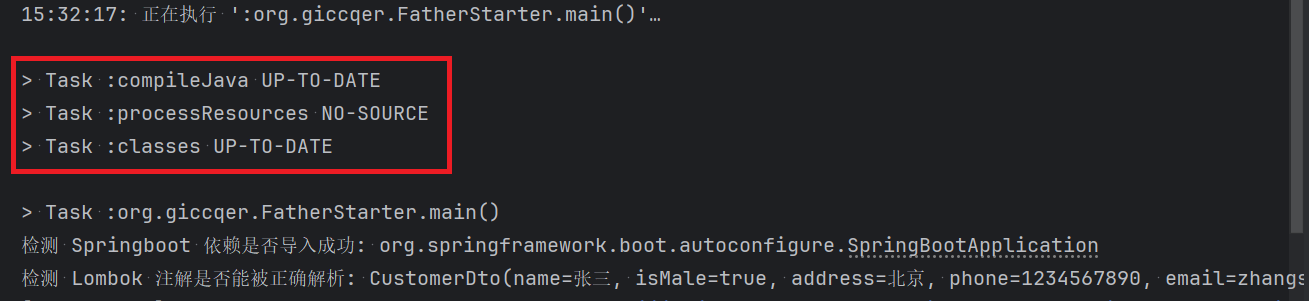 15:32:17: 正在执行 ':org.giccqer.FatherStarter.main()'…
> Task :compileJava UP-TO-DATE
> Task :processResources NO-SOURCE
> Task :classes UP-TO-DATE
> Task :org.giccqer.FatherStarter.main()
检测 Springboot 依赖是否导入成功: org.springframework.boot.autoconfigure.SpringBootApplication
检测 Lombok 注解是否能被正确解析: CustomerDto(name=张三, isMale=true, address=北京, phone=1234567890, email=zhangs